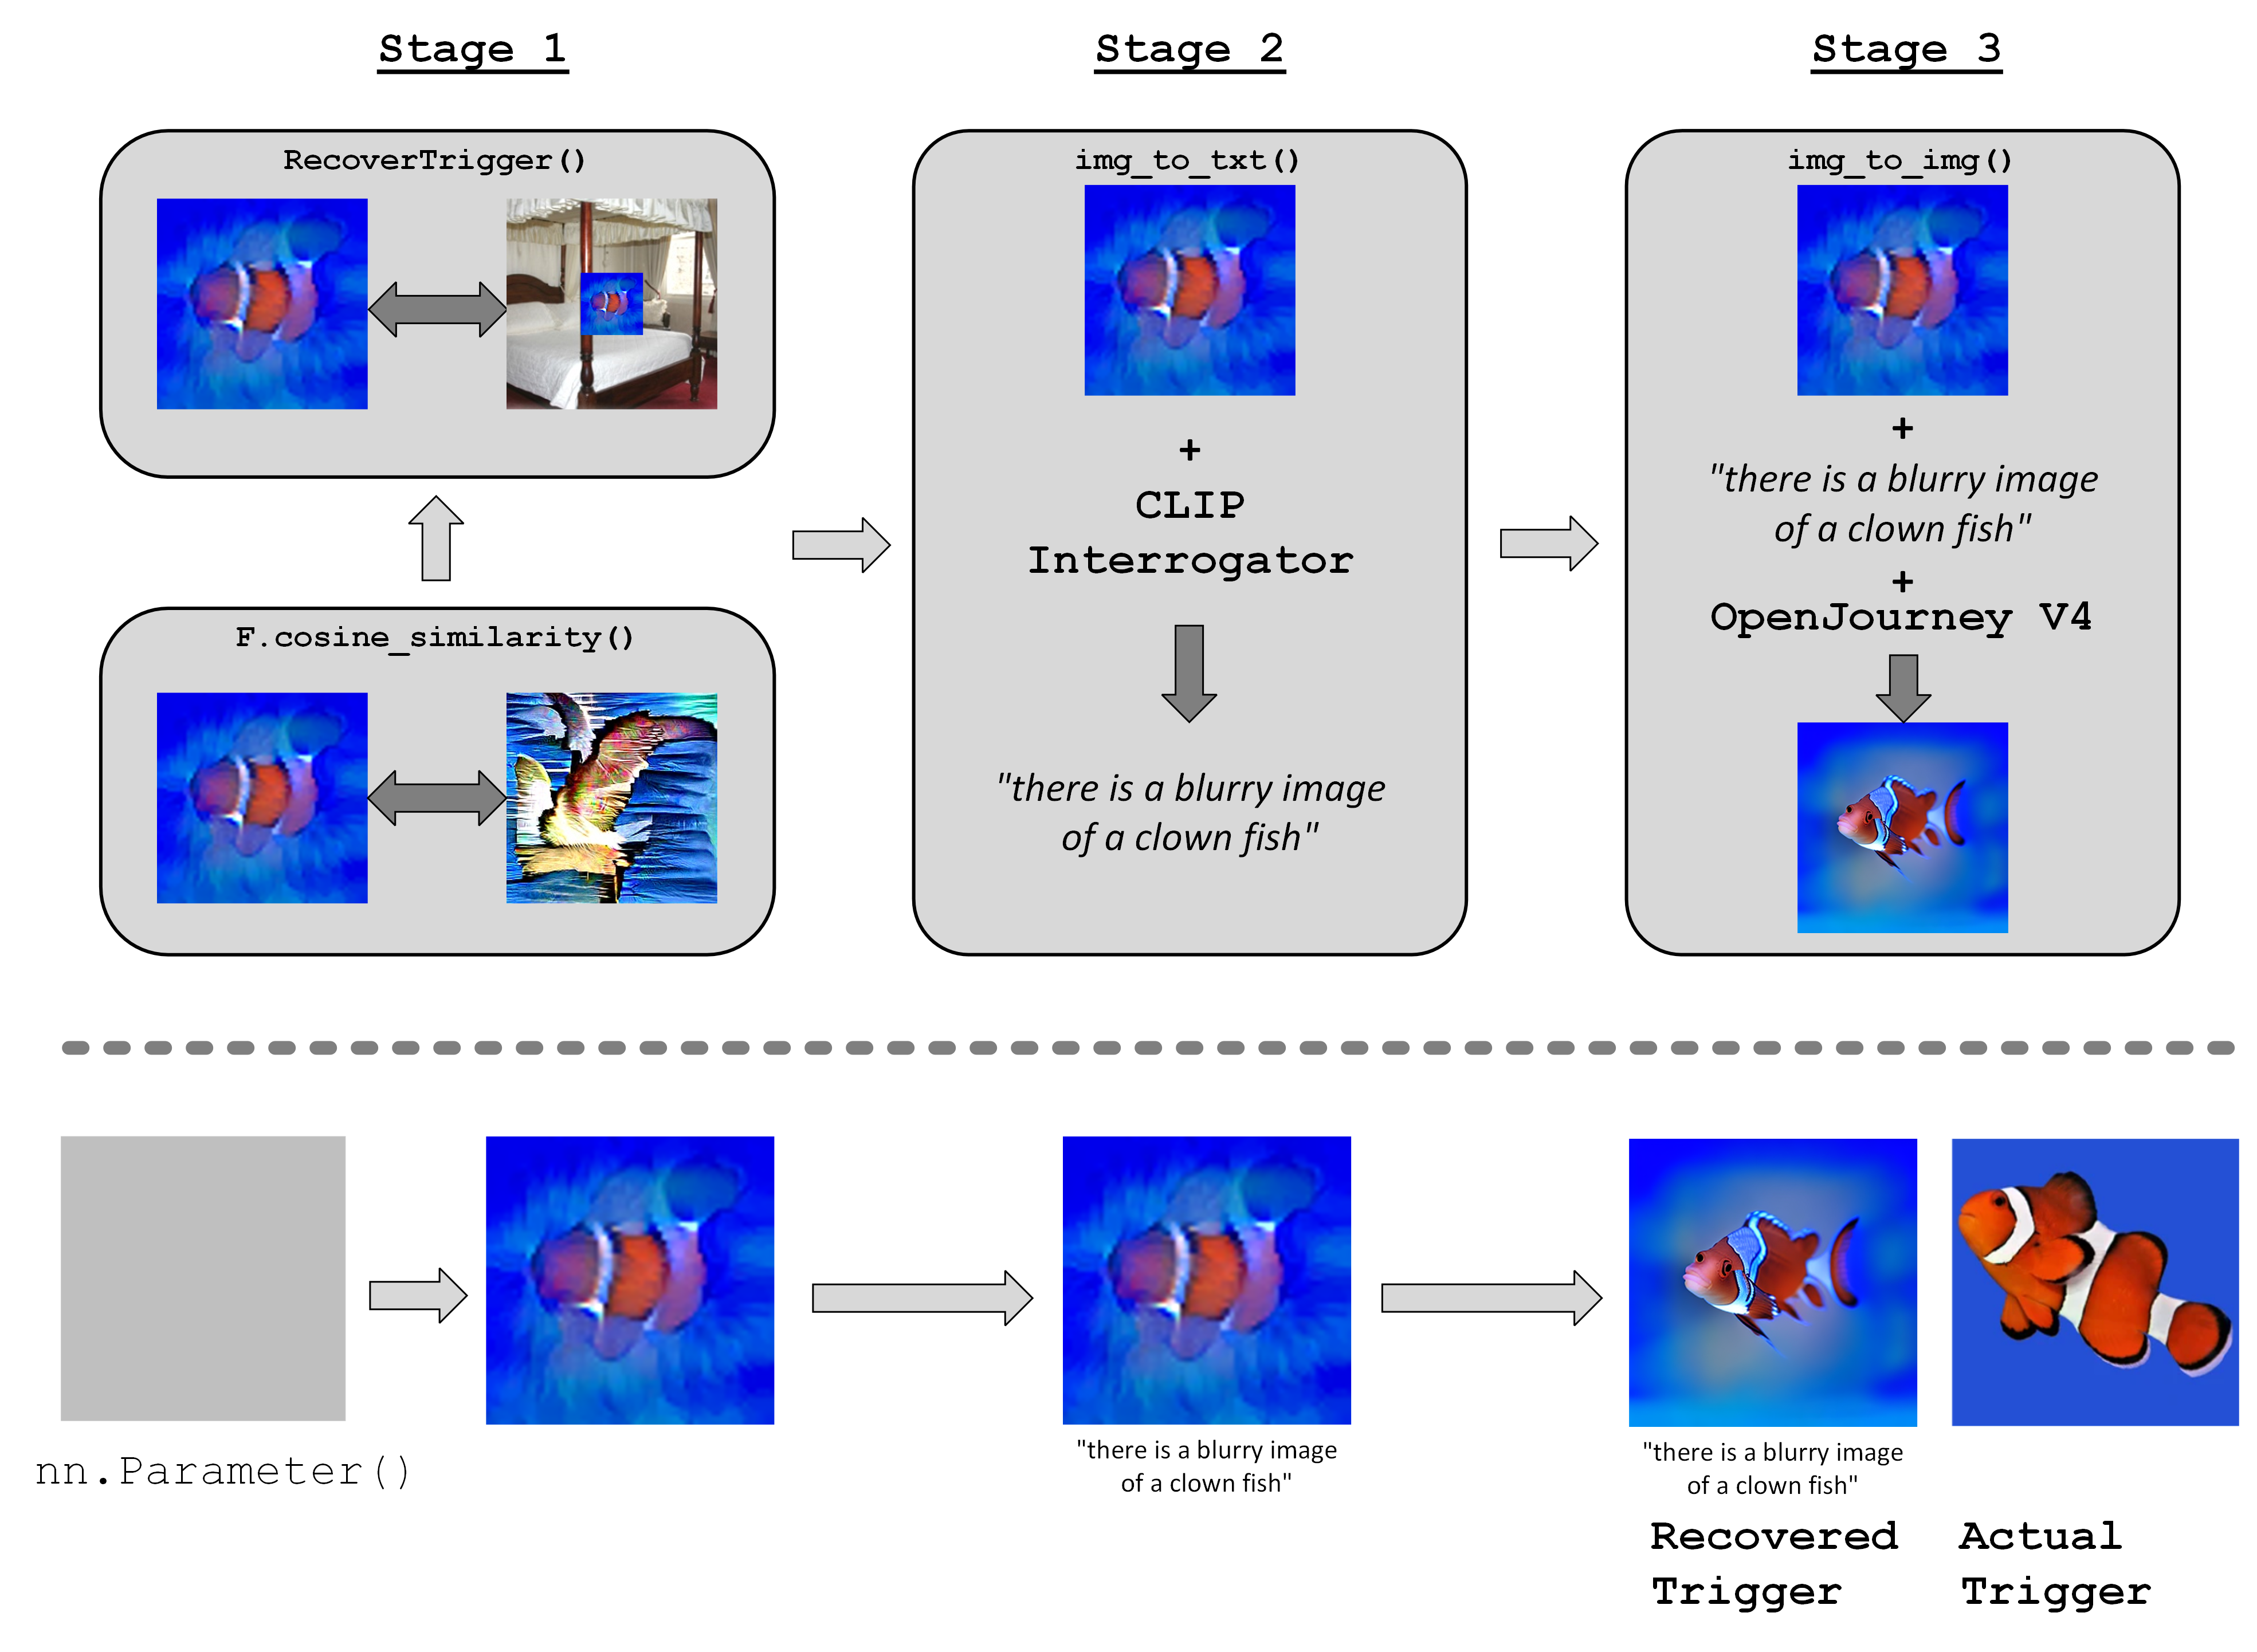 Stage 1
Stage 2
Stage 3
RecoverTrigger()
F.cosine_similarity()
img_to_txt()
+
CLIP
Interrogator
"there is a blurry image
of a clown fish"
img_to_img()
+
"there is a blurry image
of a clown fish"
+
OpenJourney V4
nn.Parameter()
"there is a blurry image
of a clown fish"
"there is a blurry image
of a clown fish"
Recovered
Trigger
Actual
Trigger